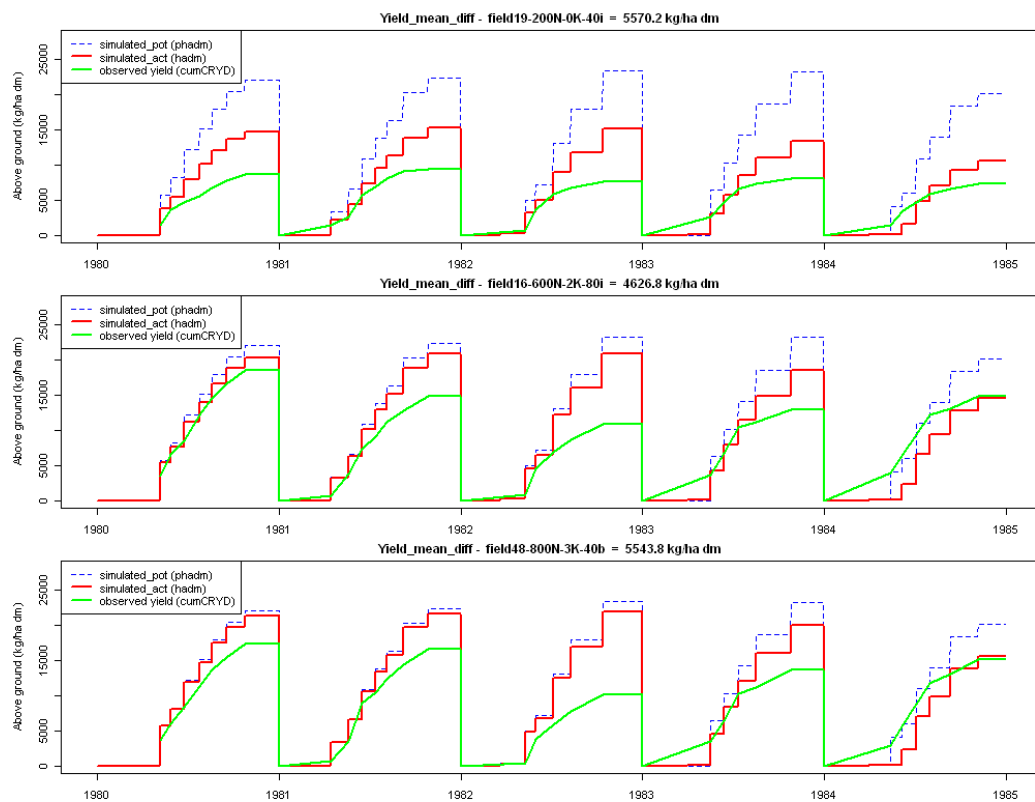 Yield_mean_diff - field19-200N-0K-40i = 5570.2 kg/ha dm
Above ground (kg/ha dm)
25000
15000
5000
0
simulated_pot (phadm)
simulated_act (hadm)
observed yield (cumCRYD)
1980 1981 1982 1983 1984 1985
Yield_mean_diff - field16-600N-2K-80i = 4626.8 kg/ha dm
Above ground (kg/ha dm)
25000
15000
5000
0
simulated_pot (phadm)
simulated_act (hadm)
observed yield (cumCRYD)
1980 1981 1982 1983 1984 1985
Yield_mean_diff - field48-800N-3K-40b = 5543.8 kg/ha dm
Above ground (kg/ha dm)
25000
15000
5000
0
simulated_pot (phadm)
simulated_act (hadm)
observed yield (cumCRYD)
1980 1981 1982 1983 1984 1985